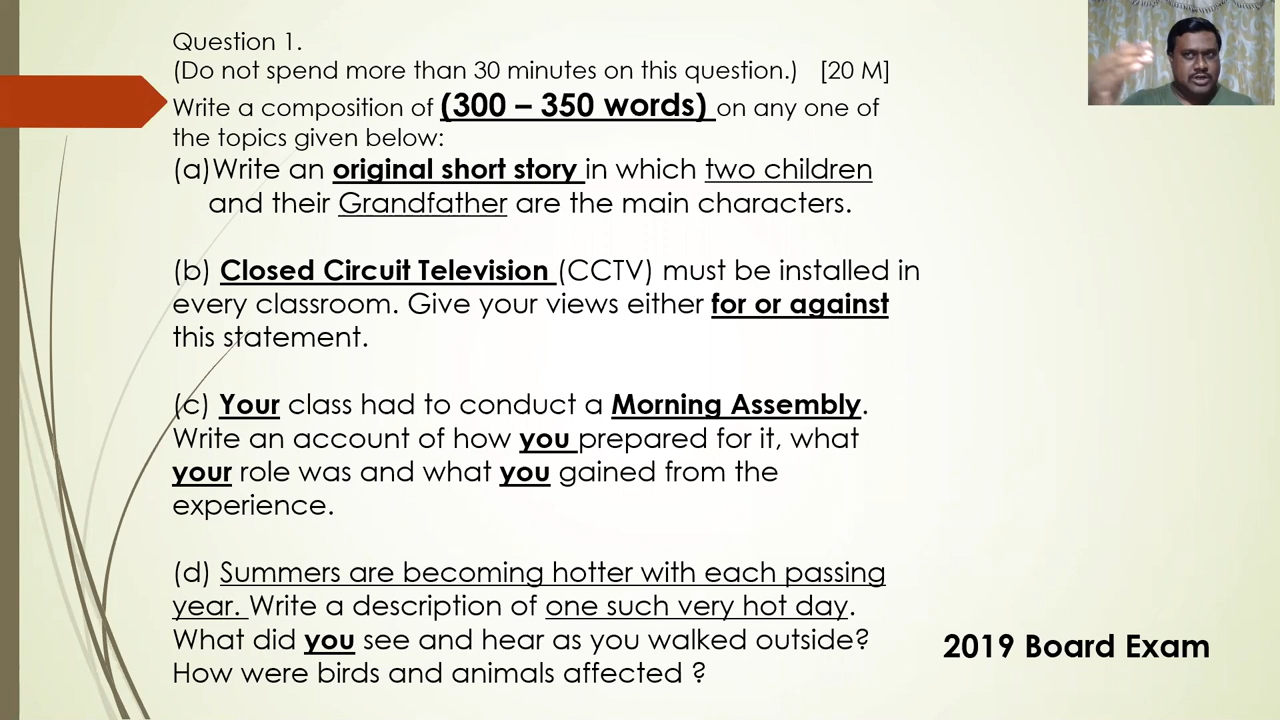 Question 1.
(Do not spend more than 30 minutes on this question.) [20 M]
Write a composition of (300 – 350 words) on any one of
the topics given below:
(a)Write an original short story in which two children
and their Grandfather are the main characters.
(b) Closed Circuit Television (CCTV) must be installed in
every classroom. Give your views either for or against
this statement.
(c) Your class had to conduct a Morning Assembly.
Write an account of how you prepared for it, what
your role was and what you gained from the
experience.
(d) Summers are becoming hotter with each passing
year. Write a description of one such very hot day.
What did you see and hear as you walked outside?
How were birds and animals affected ?
2019 Board Exam